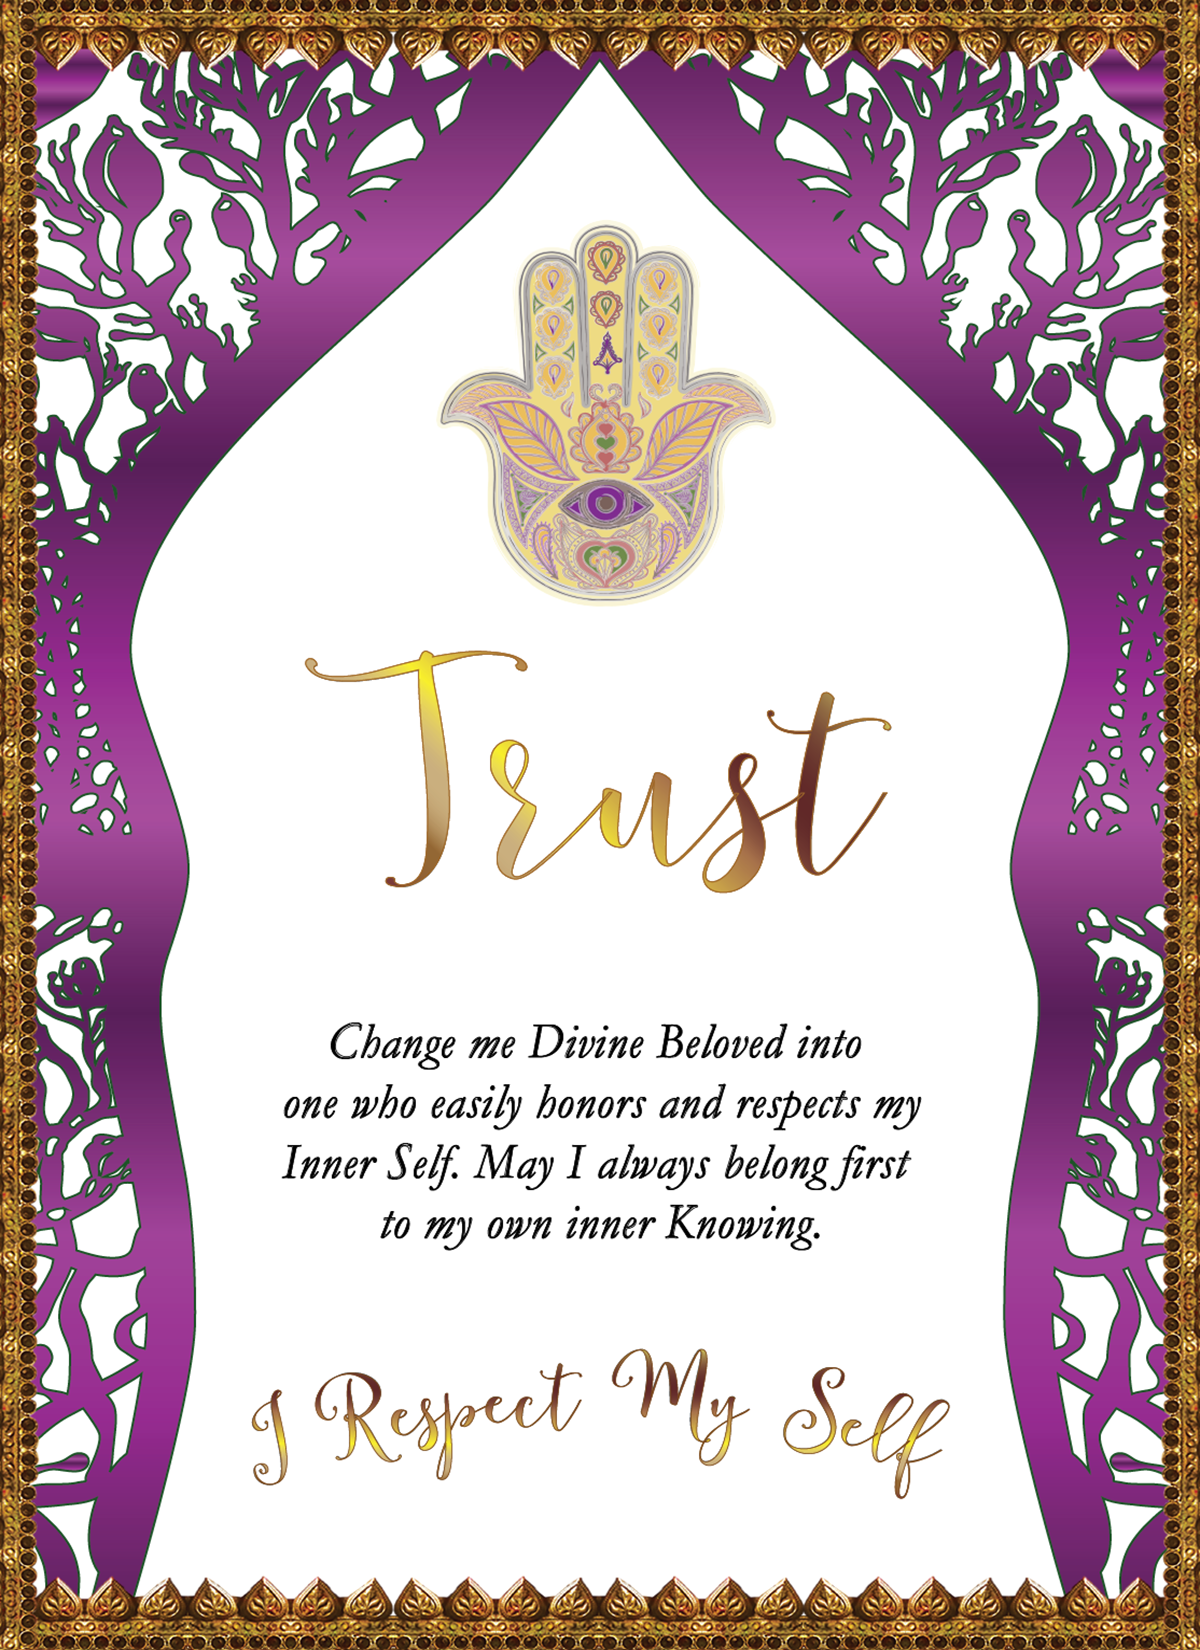 Trust
Change me Divine Beloved into
one who easily honors and respects my
Inner Self. May I always belong first
to my own inner Knowing.
I Respect My Self